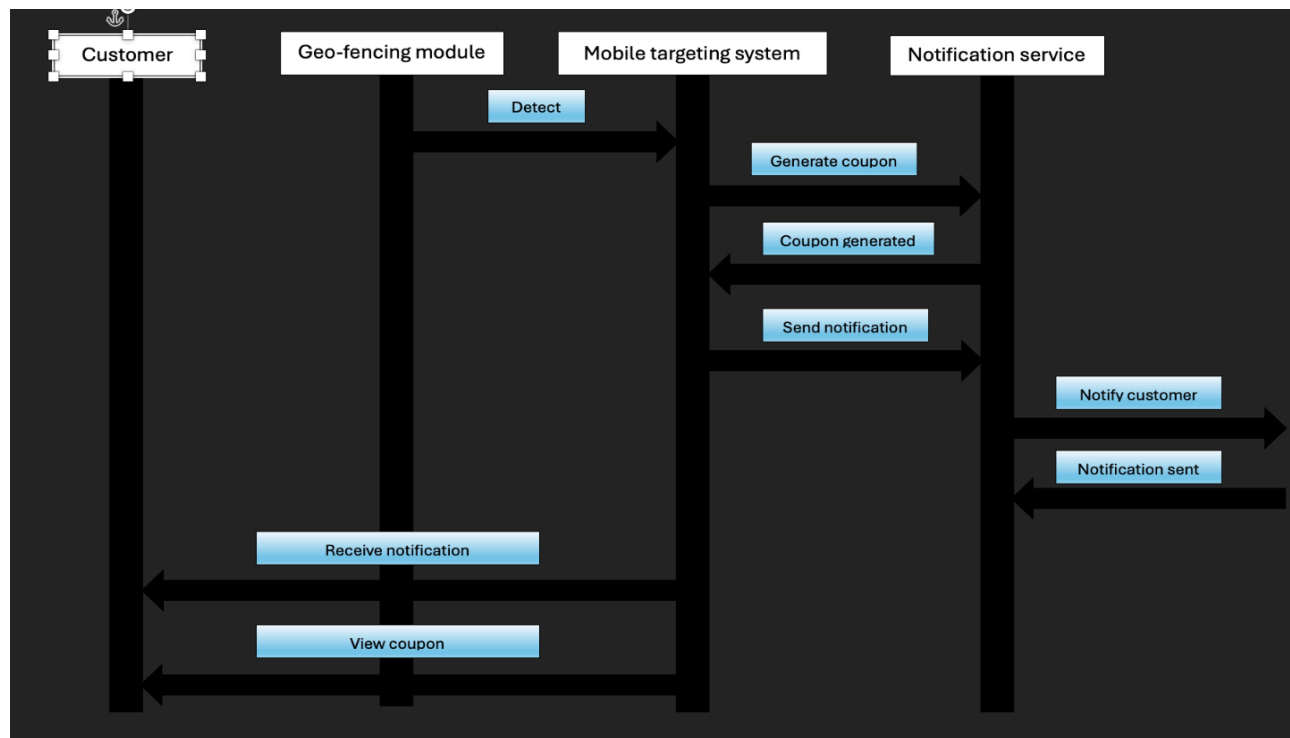 Customer
Geo-fencing module
Mobile targeting system
Notification service
Detect
Generate coupon
Coupon generated
Send notification
Notify customer
Notification sent
Receive notification
View coupon